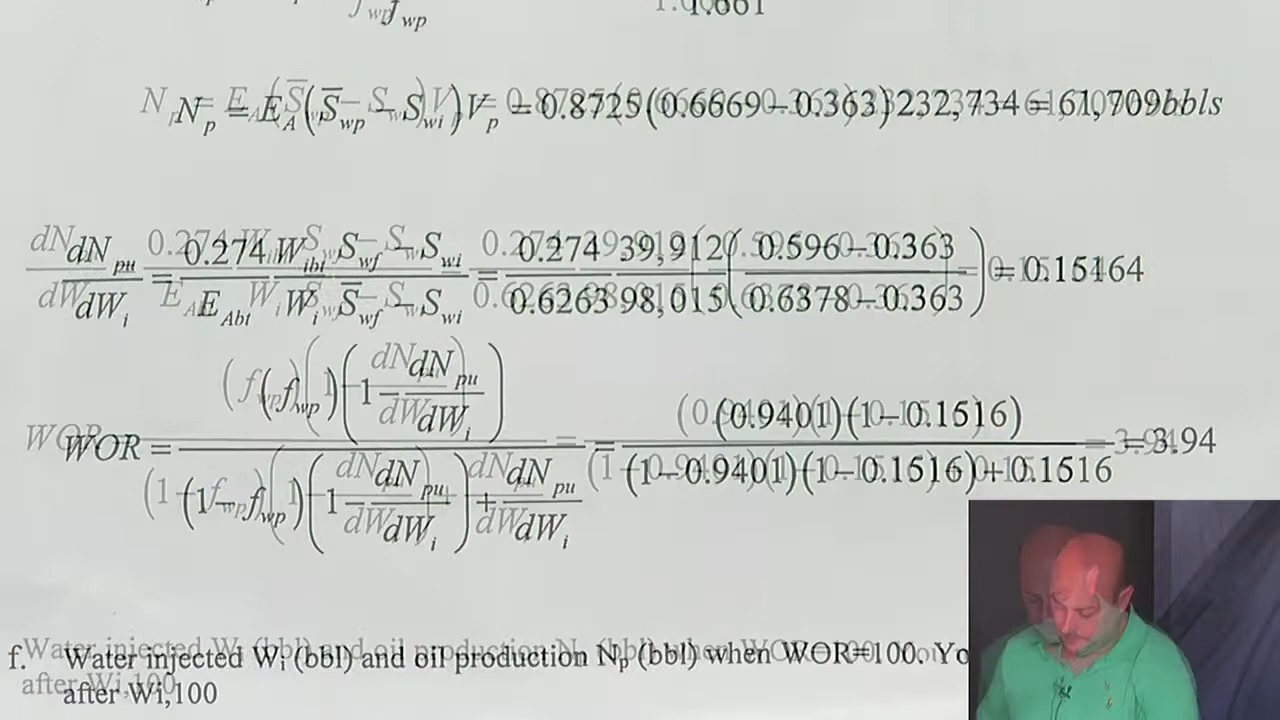 f_wp 1.661
N_p = E_A(S̅_wp − S_wi)V_p = 0.8725(0.6669 − 0.363)232,734 = 61,709bbls
dN_pu/dW_i = 0.274/E_Abt W_ibt/W_i (S_wf − S_wi)/(S̅_wf − S_wi) = 0.274/0.6263 39,912/98,015 (0.596 − 0.363/0.6378 − 0.363) = 0.15164
WOR = (f_wp)(1 − dN_pu/dW_i) / ((1 − f_wp)(1 − dN_pu/dW_i) + dN_pu/dW_i) = (0.9401)(1 − 0.1516) / ((1 − 0.9401)(1 − 0.1516) + 0.1516) = 3.94
f. Water injected W_i (bbl) and oil production N_p (bbl) when WOR=100. Yo
after Wi,100